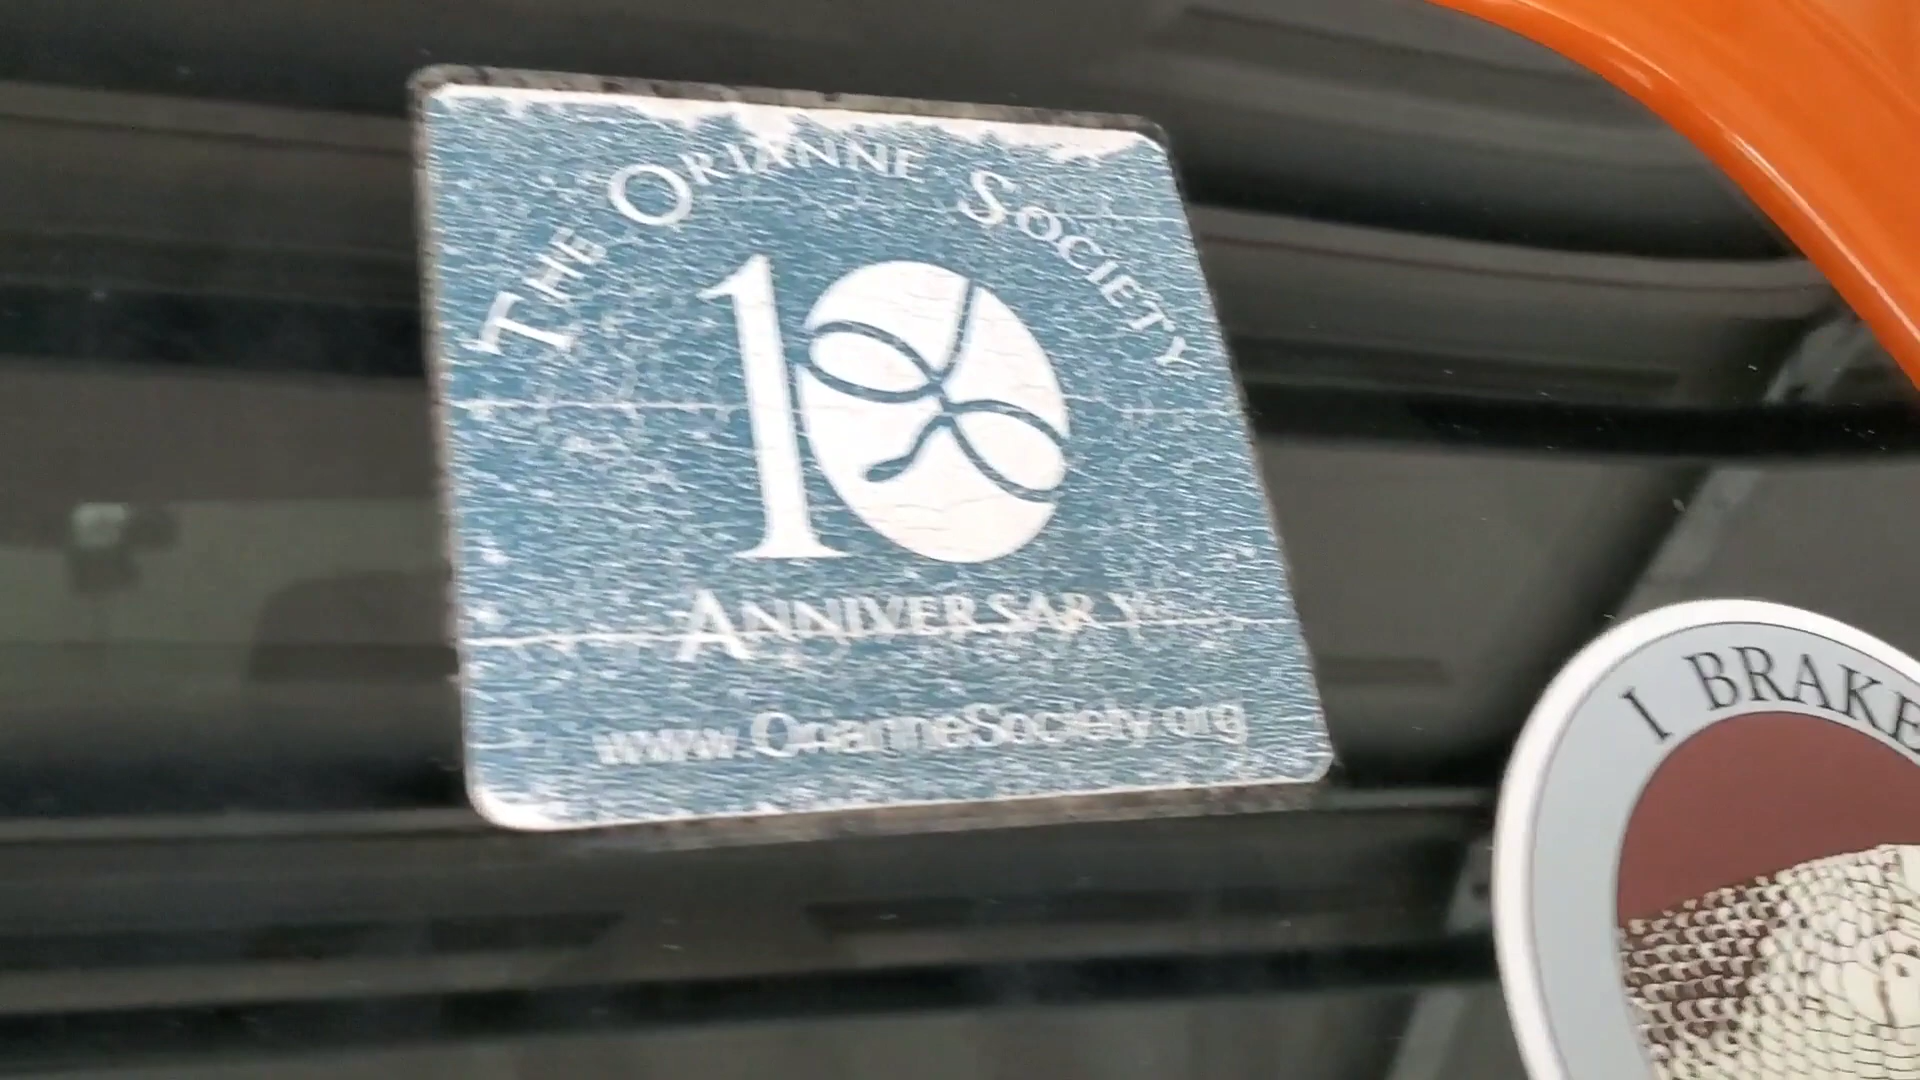 THE ORIANNE SOCIETY
10
ANNIVERSARY
www.OrianneSociety.org
I BRAKE